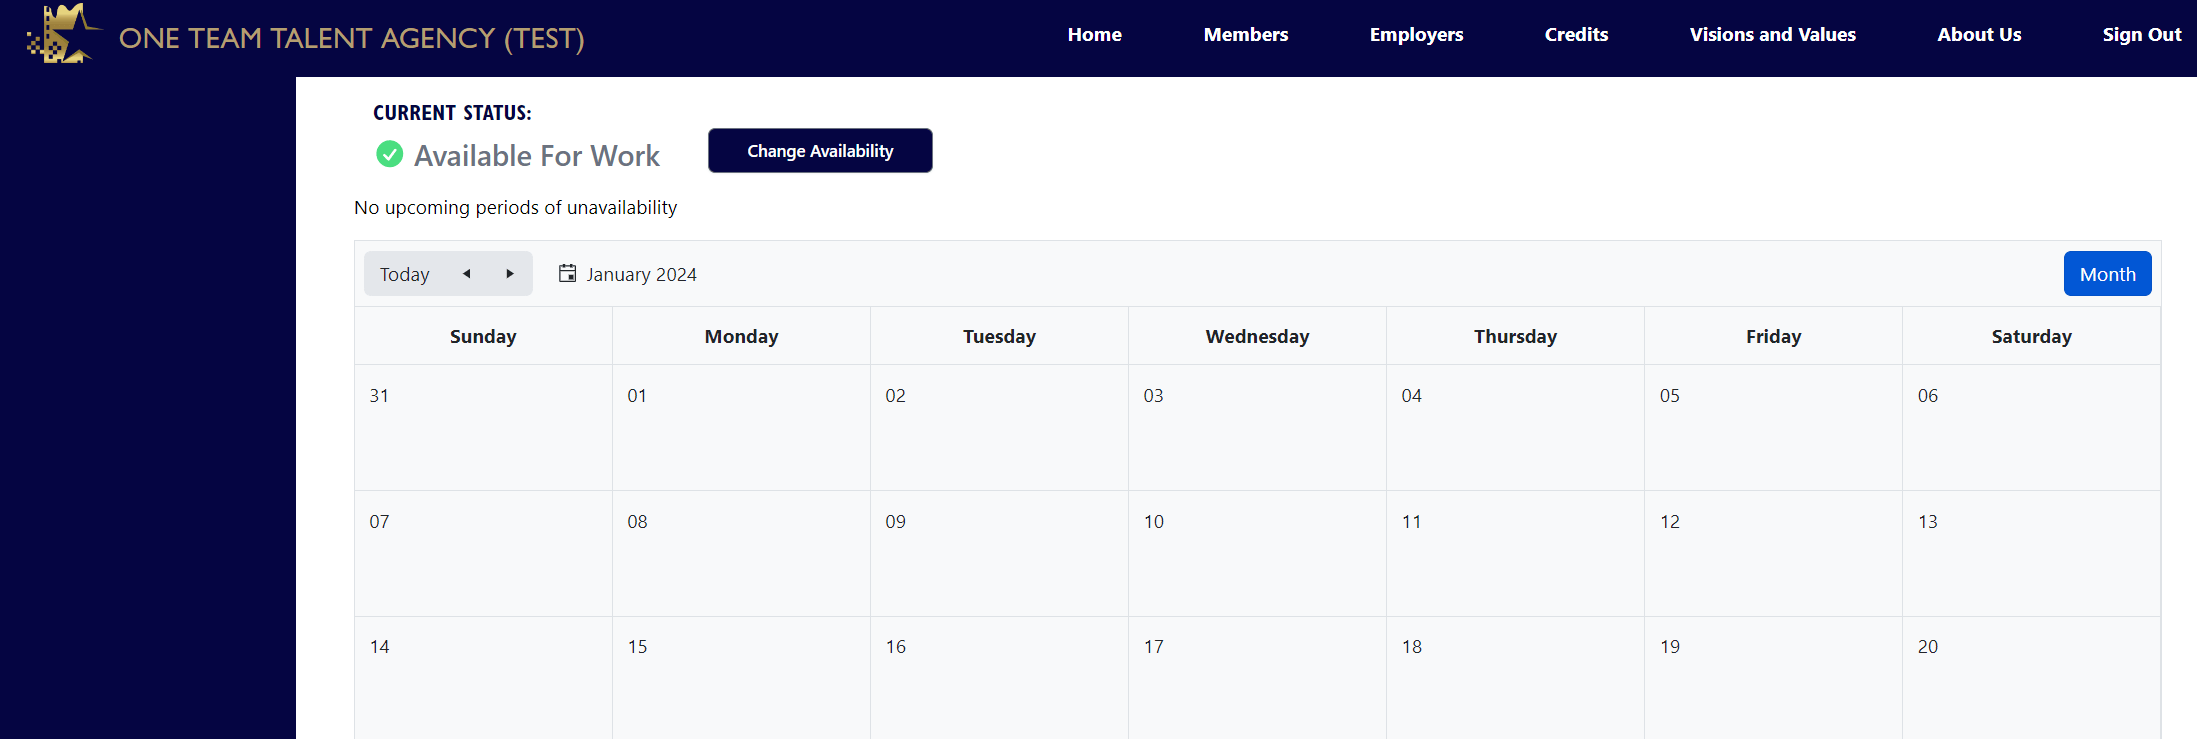 ONE TEAM TALENT AGENCY (TEST)
Home Members Employers Credits Visions and Values About Us Sign Out
CURRENT STATUS:
Available For Work
Change Availability
No upcoming periods of unavailability
Today January 2024 Month
Sunday Monday Tuesday Wednesday Thursday Friday Saturday
31 01 02 03 04 05 06
07 08 09 10 11 12 13
14 15 16 17 18 19 20